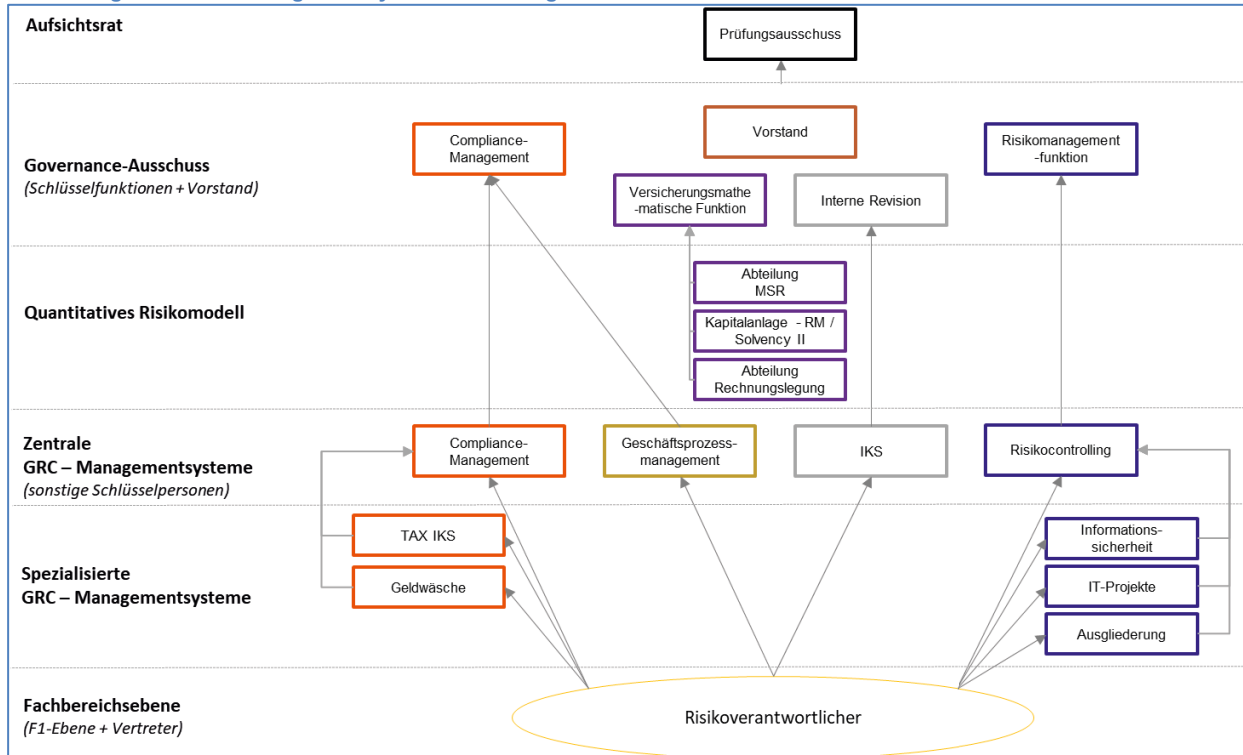 Aufsichtsrat
Prüfungsausschuss
Governance-Ausschuss
(Schlüsselfunktionen + Vorstand)
Compliance-
Management
Vorstand
Risikomanagement
-funktion
Versicherungsmathe
-matische Funktion
Interne Revision
Quantitatives Risikomodell
Abteilung
MSR
Kapitalanlage - RM /
Solvency II
Abteilung
Rechnungslegung
Zentrale
GRC – Managementsysteme
(sonstige Schlüsselpersonen)
Compliance-
Management
Geschäftsprozess-
management
IKS
Risikocontrolling
Spezialisierte
GRC – Managementsysteme
TAX IKS
Geldwäsche
Informations-
sicherheit
IT-Projekte
Ausgliederung
Fachbereichsebene
(F1-Ebene + Vertreter)
Risikoverantwortlicher